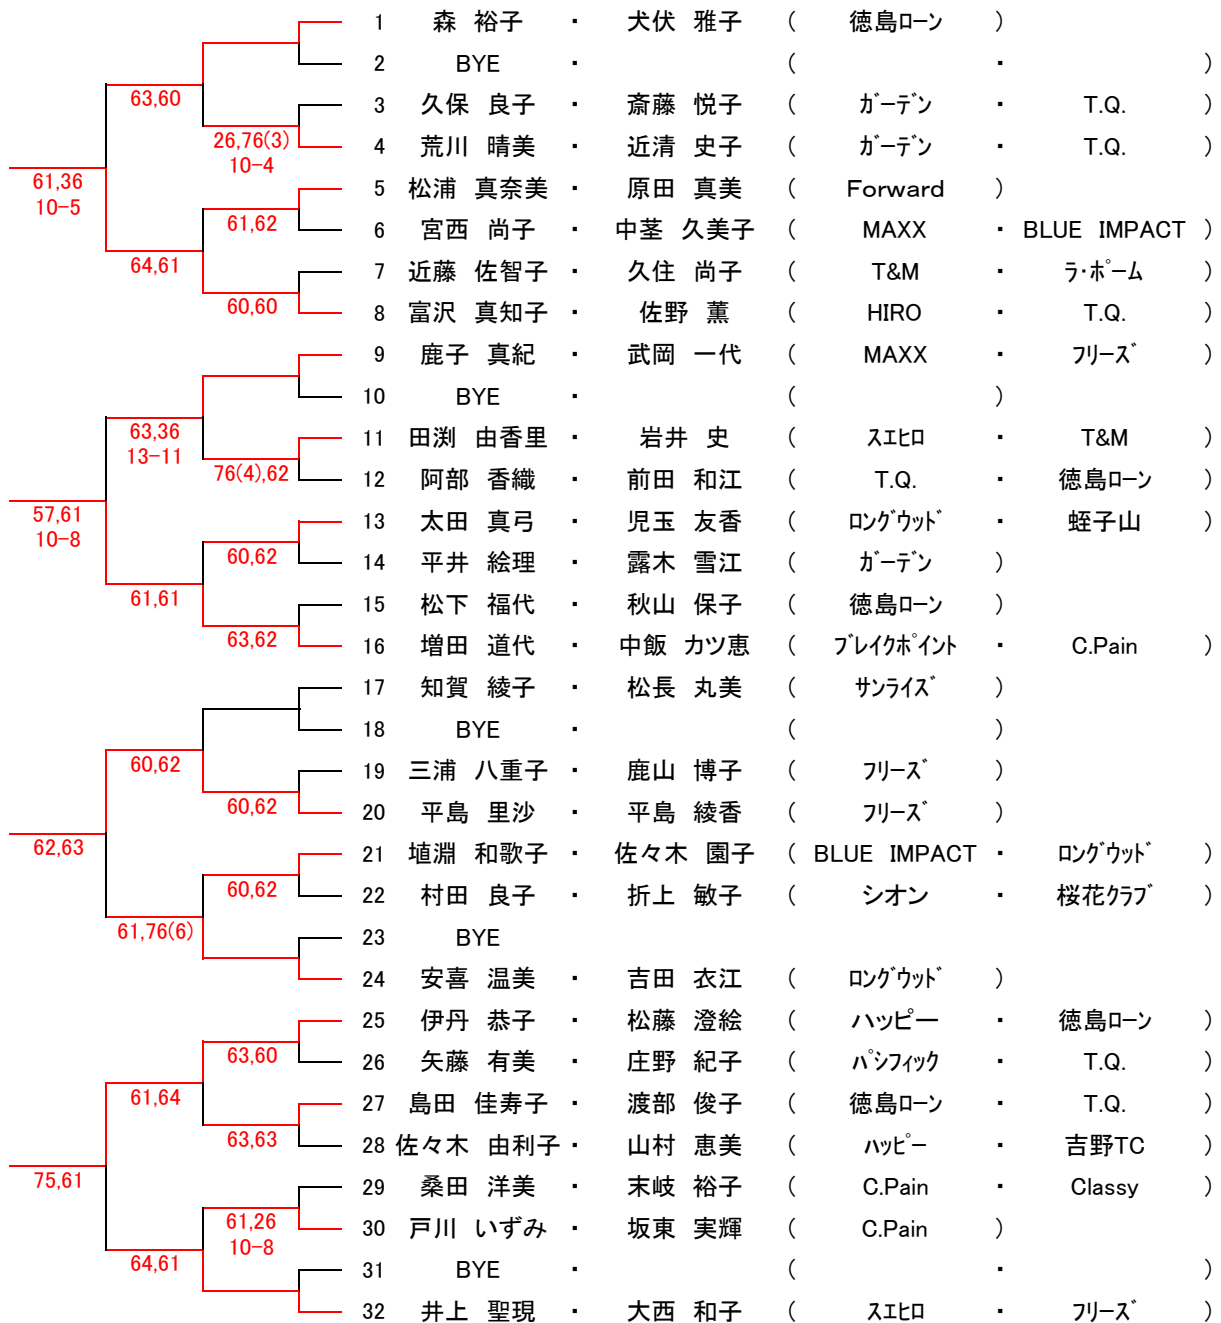 1 森 裕子 ・ 犬伏 雅子 ( 徳島ローン )
2 BYE ・ ( ・ )
63,60
3 久保 良子 ・ 斎藤 悦子 ( ガーデン ・ T.Q. )
26,76(3)
10-4
4 荒川 晴美 ・ 近清 史子 ( ガーデン ・ T.Q. )
61,36
10-5
5 松浦 真奈美 ・ 原田 真美 ( Forward )
61,62
6 宮西 尚子 ・ 中茎 久美子 ( MAXX ・ BLUE IMPACT )
64,61
7 近藤 佐智子 ・ 久住 尚子 ( T&M ・ ラ・ポーム )
60,60
8 富沢 真知子 ・ 佐野 薫 ( HIRO ・ T.Q. )
9 鹿子 真紀 ・ 武岡 一代 ( MAXX ・ フリーズ )
10 BYE ・ ( )
63,36
13-11
11 田渕 由香里 ・ 岩井 史 ( スエヒロ ・ T&M )
76(4),62
12 阿部 香織 ・ 前田 和江 ( T.Q. ・ 徳島ローン )
57,61
10-8
13 太田 真弓 ・ 児玉 友香 ( ロングウッド ・ 蛭子山 )
60,62
14 平井 絵理 ・ 露木 雪江 ( ガーデン )
61,61
15 松下 福代 ・ 秋山 保子 ( 徳島ローン )
63,62
16 増田 道代 ・ 中飯 カツ恵 ( ブレイクポイント ・ C.Pain )
17 知賀 綾子 ・ 松長 丸美 ( サンライズ )
18 BYE ・ ( )
60,62
19 三浦 八重子 ・ 鹿山 博子 ( フリーズ )
60,62
20 平島 里沙 ・ 平島 綾香 ( フリーズ )
62,63
21 埴淵 和歌子 ・ 佐々木 園子 ( BLUE IMPACT ・ ロングウッド )
60,62
22 村田 良子 ・ 折上 敏子 ( シオン ・ 桜花クラブ )
61,76(6)
23 BYE
24 安喜 温美 ・ 吉田 衣江 ( ロングウッド )
25 伊丹 恭子 ・ 松藤 澄絵 ( ハッピー ・ 徳島ローン )
63,60
26 矢藤 有美 ・ 庄野 紀子 ( パシフィック ・ T.Q. )
61,64
27 島田 佳寿子 ・ 渡部 俊子 ( 徳島ローン ・ T.Q. )
63,63
28 佐々木 由利子 ・ 山村 恵美 ( ハッピー ・ 吉野TC )
75,61
29 桑田 洋美 ・ 末岐 裕子 ( C.Pain ・ Classy )
61,26
10-8
30 戸川 いずみ ・ 坂東 実輝 ( C.Pain )
64,61
31 BYE ・ ( ・ )
32 井上 聖現 ・ 大西 和子 ( スエヒロ ・ フリーズ )